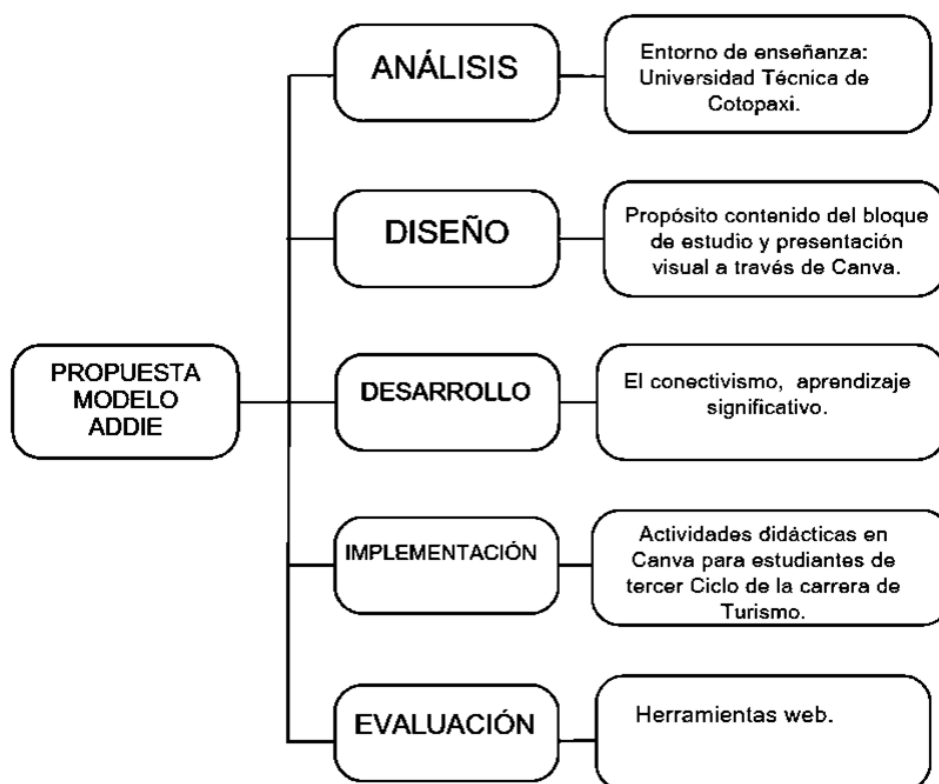 ANÁLISIS
Entorno de enseñanza:
Universidad Técnica de
Cotopaxi.
DISEÑO
Propósito contenido del bloque
de estudio y presentación
visual a través de Canva.
PROPUESTA
MODELO
ADDIE
DESARROLLO
El conectivismo, aprendizaje
significativo.
IMPLEMENTACIÓN
Actividades didácticas en
Canva para estudiantes de
tercer Ciclo de la carrera de
Turismo.
EVALUACIÓN
Herramientas web.